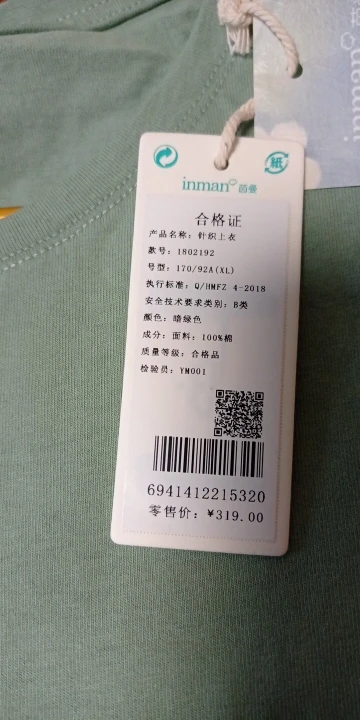 紙
inman 茵曼
inman
合格证
产品名称：针织上衣
款号：1802192
号型：170/92A(XL)
执行标准：Q/HMFZ 4-2018
安全技术要求类别：B类
颜色：暗绿色
成分：面料：100%棉
质量等级：合格品
检验员：YM001
6941412215320
零售价：¥319.00